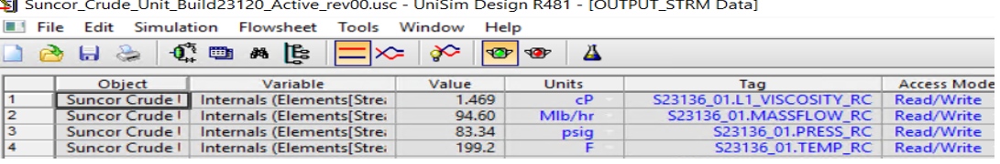 Suncor_Crude_Unit_Build23120_Active_rev00.usc - UniSim Design R481 - [OUTPUT_STRM Data]
File Edit Simulation Flowsheet Tools Window Help
Object Variable Value Units Tag Access Mode
1 Suncor Crude Internals (Elements[Stre 1.469 cP S23136_01.L1_VISCOSITY_RC Read/Write
2 Suncor Crude Internals (Elements[Stre 94.60 Mlb/hr S23136_01.MASSFLOW_RC Read/Write
3 Suncor Crude Internals (Elements[Stre 83.34 psig S23136_01.PRESS_RC Read/Write
4 Suncor Crude Internals (Elements[Stre 199.2 F S23136_01.TEMP_RC Read/Write